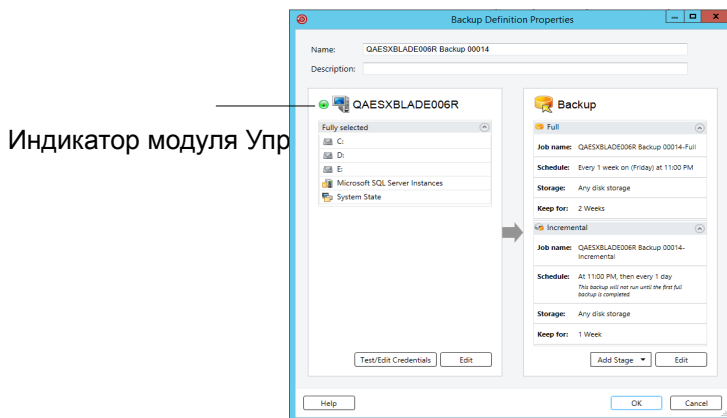 Backup Definition Properties
Name: QAESXBLADE006R Backup 00014
Description:
Индикатор модуля Упр
QAESXBLADE006R
Fully selected
C:
D:
E:
Microsoft SQL Server Instances
System State
Test/Edit Credentials Edit
Backup
Full
Job name: QAESXBLADE006R Backup 00014-Full
Schedule: Every 1 week on (Friday) at 11:00 PM
Storage: Any disk storage
Keep for: 2 Weeks
Incremental
Job name: QAESXBLADE006R Backup 00014-
Incremental
Schedule: At 11:00 PM, then every 1 day
This backup will not run until the first full
backup is completed.
Storage: Any disk storage
Keep for: 1 Week
Add Stage Edit
Help OK Cancel